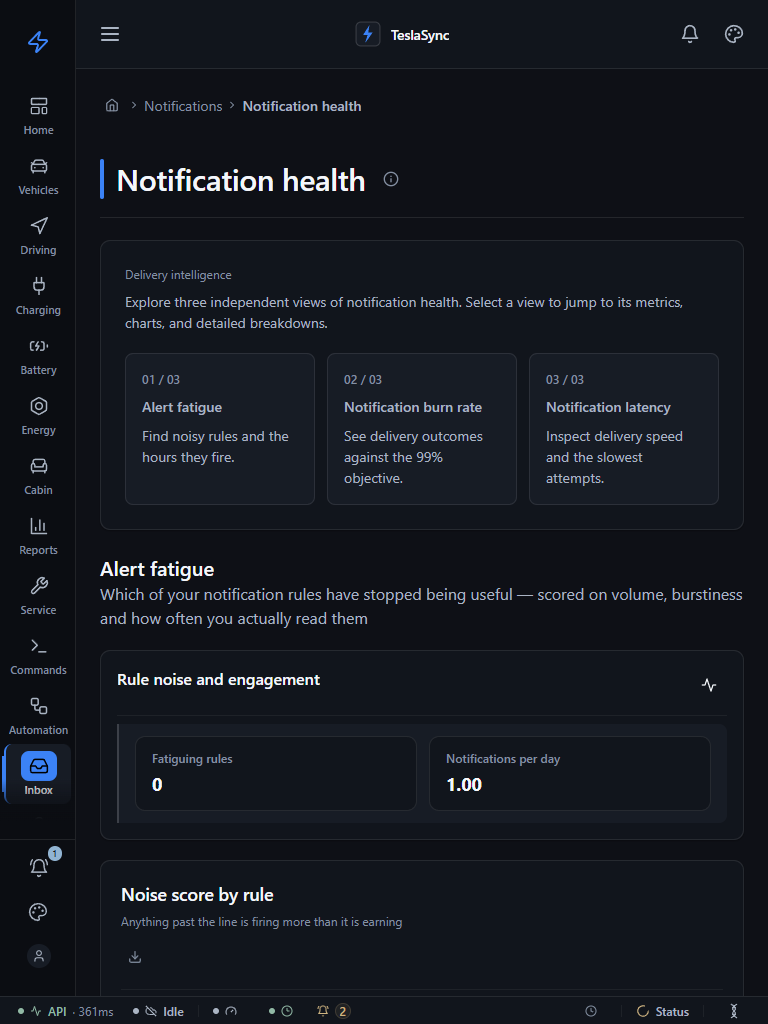 TeslaSync
Home
Vehicles
Driving
Charging
Battery
Energy
Cabin
Reports
Service
Commands
Automation
Inbox
1
Notifications
Notification health
Notification health
Delivery intelligence
Explore three independent views of notification health. Select a view to jump to its metrics,
charts, and detailed breakdowns.
01 / 03
Alert fatigue
Find noisy rules and the
hours they fire.
02 / 03
Notification burn rate
See delivery outcomes
against the 99%
objective.
03 / 03
Notification latency
Inspect delivery speed
and the slowest
attempts.
Alert fatigue
Which of your notification rules have stopped being useful — scored on volume, burstiness
and how often you actually read them
Rule noise and engagement
Fatiguing rules
0
Notifications per day
1.00
Noise score by rule
Anything past the line is firing more than it is earning
API · 361ms
Idle
2
Status